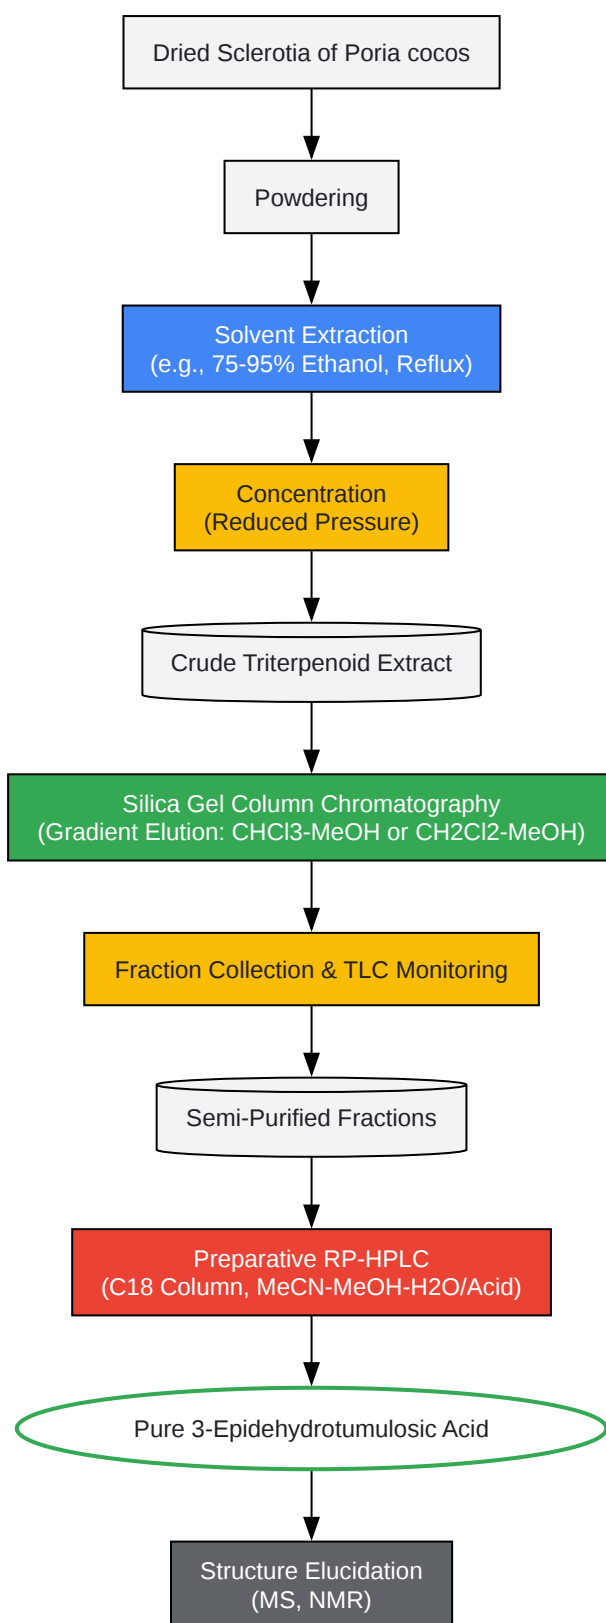 Dried Sclerotia of Poria cocos
Powdering
Solvent Extraction
(e.g., 75-95% Ethanol, Reflux)
Concentration
(Reduced Pressure)
Crude Triterpenoid Extract
Silica Gel Column Chromatography
(Gradient Elution: CHCl3-MeOH or CH2Cl2-MeOH)
Fraction Collection & TLC Monitoring
Semi-Purified Fractions
Preparative RP-HPLC
(C18 Column, MeCN-MeOH-H2O/Acid)
Pure 3-Epidehydrotumulosic Acid
Structure Elucidation
(MS, NMR)